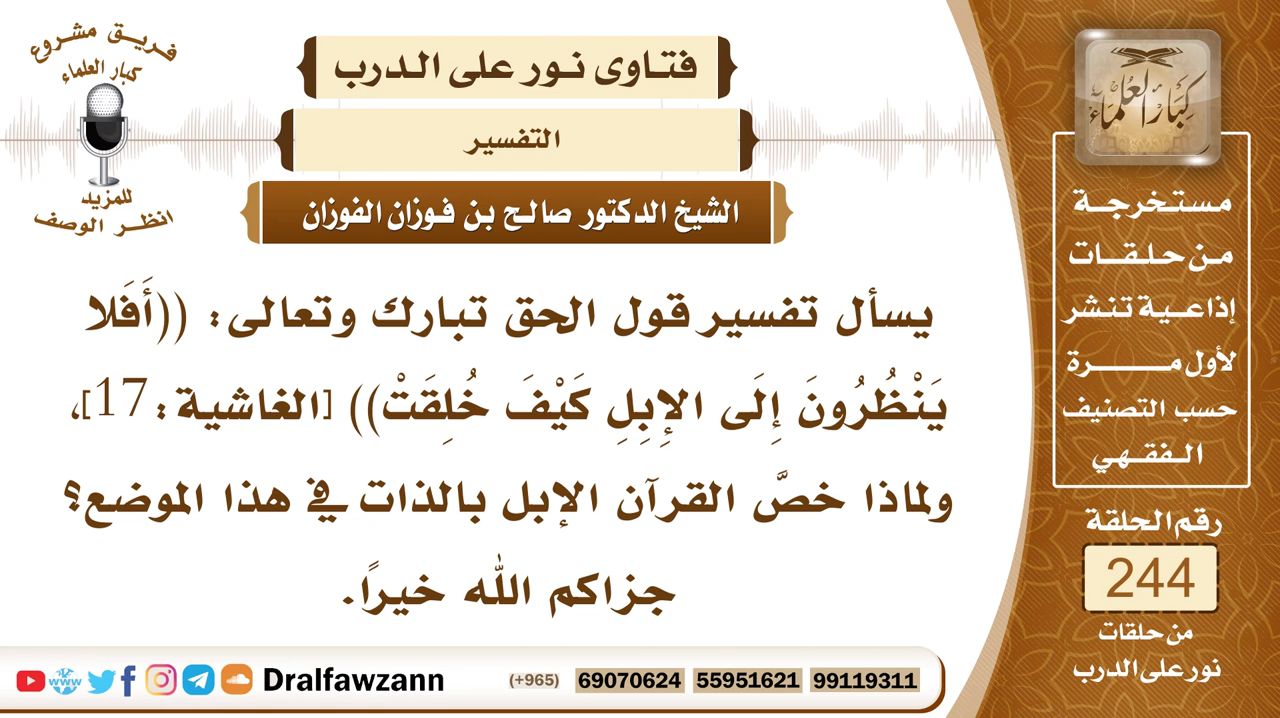 فريق مشروع
كبار العلماء
للمزيد
انظر الوصف
فتاوى نور على الدرب
التفسير
الشيخ الدكتور صالح بن فوزان الفوزان
يسأل تفسير قول الحق تبارك وتعالى: ((أَفَلا
يَنْظُرُونَ إِلَى الإِبِلِ كَيْفَ خُلِقَتْ)) [الغاشية: 17]،
ولماذا خصَّ القرآن الإبل بالذات في هذا الموضع؟
جزاكم الله خيراً.
كِبَارُ العُلَمَاءِ
مستخرجة
من حلقات
إذاعية تنشر
لأول مرة
حسب التصنيف
الفقهي
رقم الحلقة
244
من حلقات
نور على الدرب
www Dralfawzann (+965) 69070624 55951621 99119311